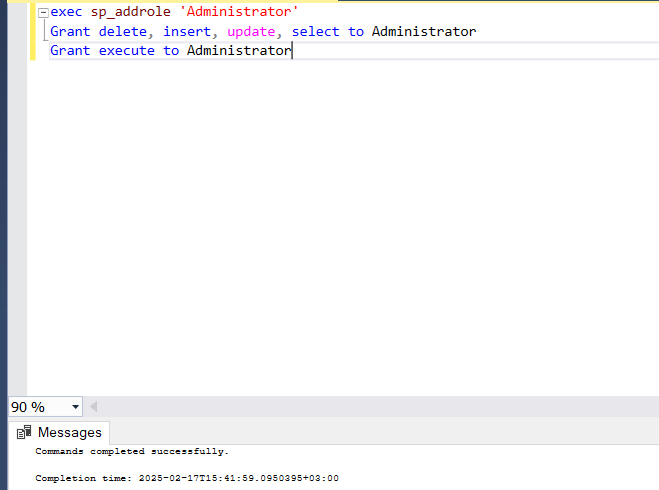 exec sp_addrole 'Administrator'
Grant delete, insert, update, select to Administrator
Grant execute to Administrator
90 %
Messages
Commands completed successfully.
Completion time: 2025-02-17T15:41:59.0950395+03:00